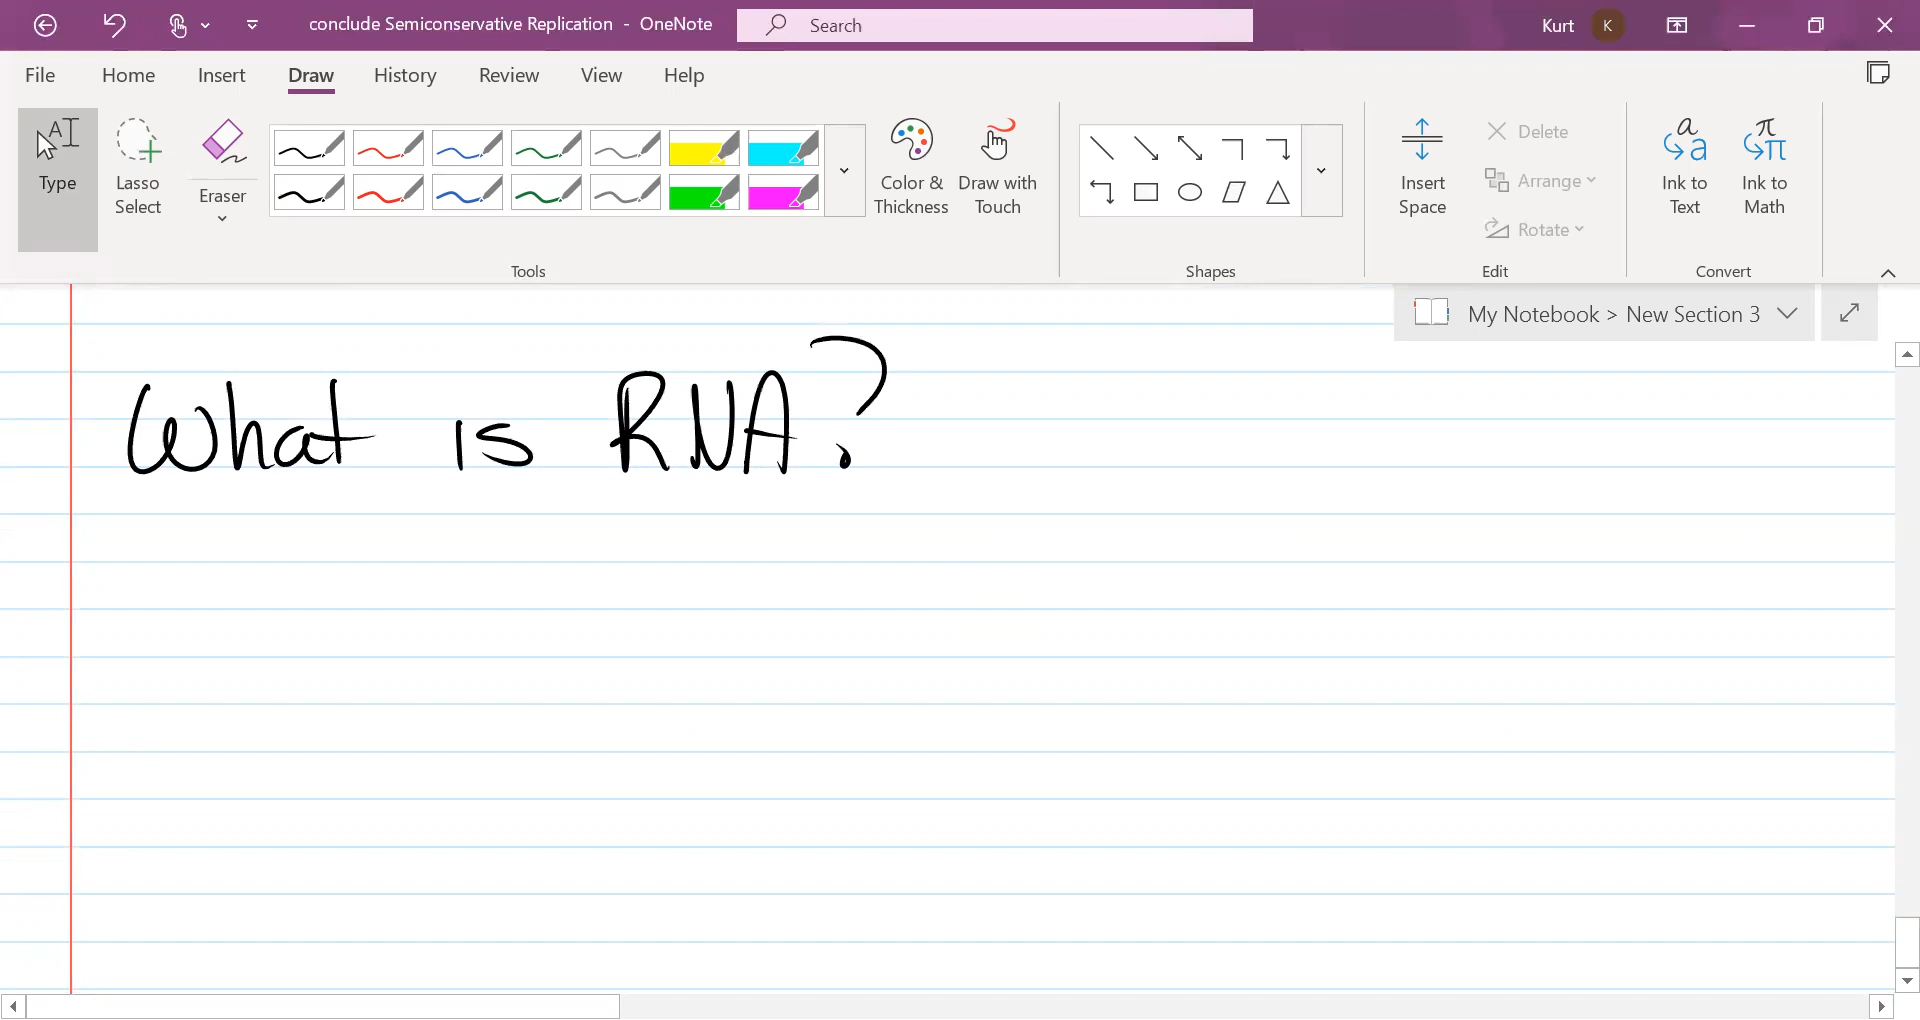 conclude Semiconservative Replication - OneNote
Search
Kurt K
File Home Insert Draw History Review View Help
Type
Lasso Select
Eraser
Color & Thickness
Draw with Touch
Insert Space
Delete
Arrange
Rotate
Ink to Text
Ink to Math
Tools Shapes Edit Convert
My Notebook > New Section 3
What is RNA?